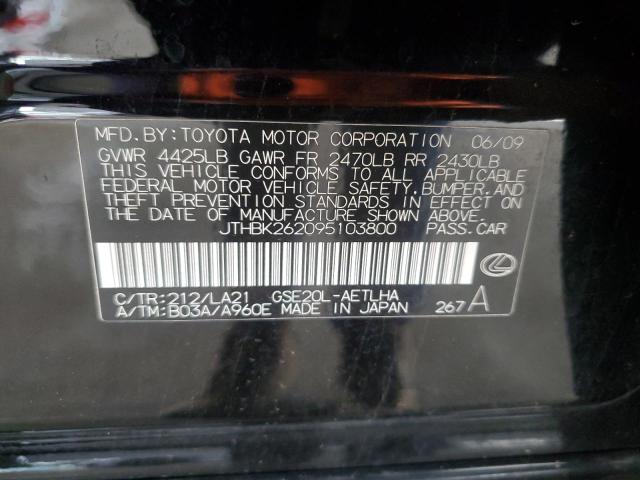 MFD.BY:TOYOTA MOTOR CORPORATION 06/09
GVWR 4425LB GAWR FR 2470LB RR 2430LB
THIS VEHICLE CONFORMS TO ALL APPLICABLE
FEDERAL MOTOR VEHICLE SAFETY,BUMPER,AND
THEFT PREVENTION STANDARDS IN EFFECT ON
THE DATE OF MANUFACTURE SHOWN ABOVE.
JTHBK262095103800 PASS.CAR
C/TR:212/LA21 GSE20L-AETLHA
A/TM:B03A/A960E MADE IN JAPAN 267A